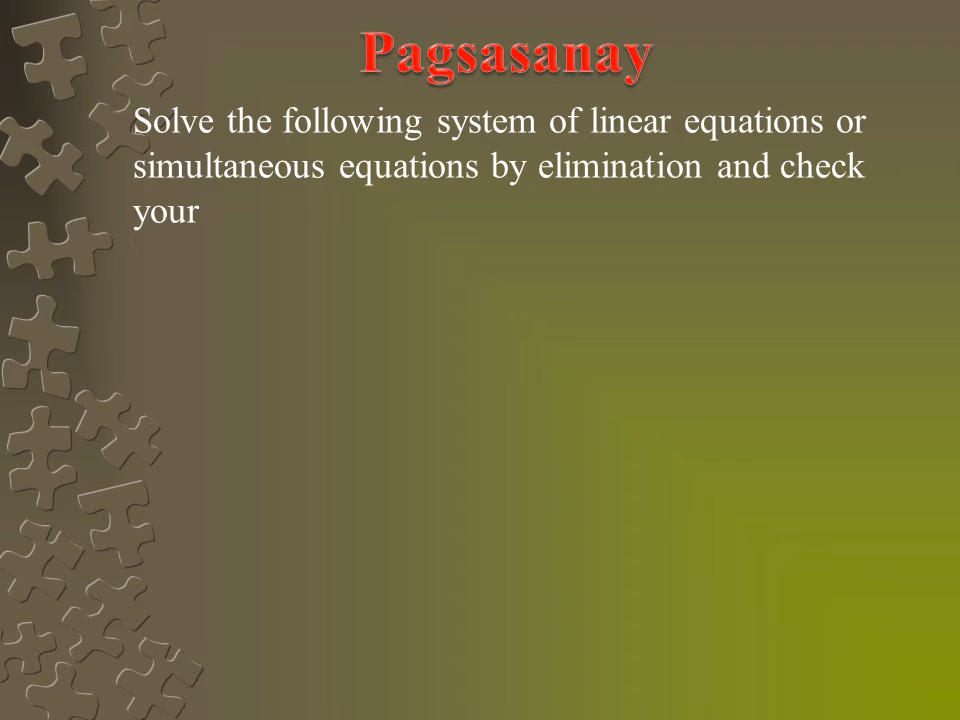 Pagsasanay
Solve the following system of linear equations or
simultaneous equations by elimination and check
your